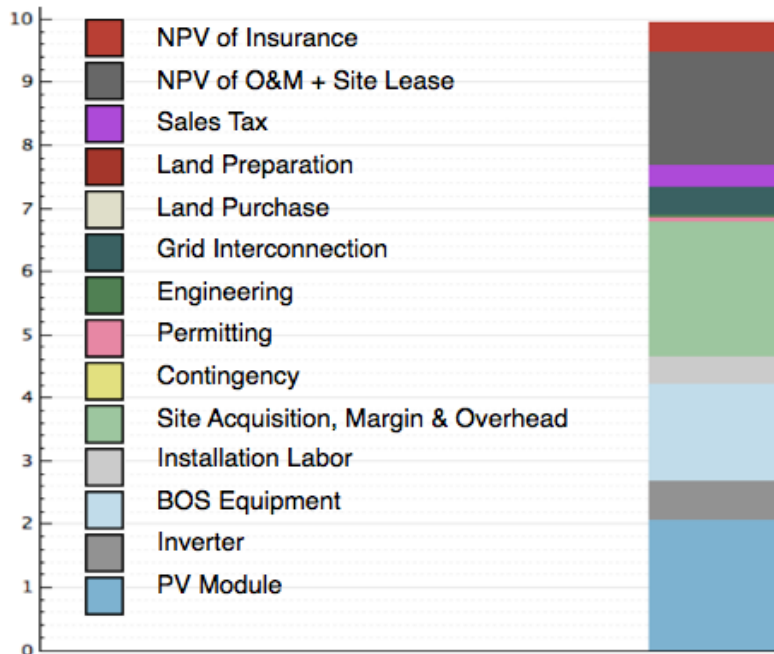 10
NPV of Insurance
9
NPV of O&M + Site Lease
Sales Tax
8
Land Preparation
7
Land Purchase
Grid Interconnection
6
Engineering
5
Permitting
Contingency
4
Site Acquisition, Margin & Overhead
3
Installation Labor
BOS Equipment
2
Inverter
1
PV Module
0